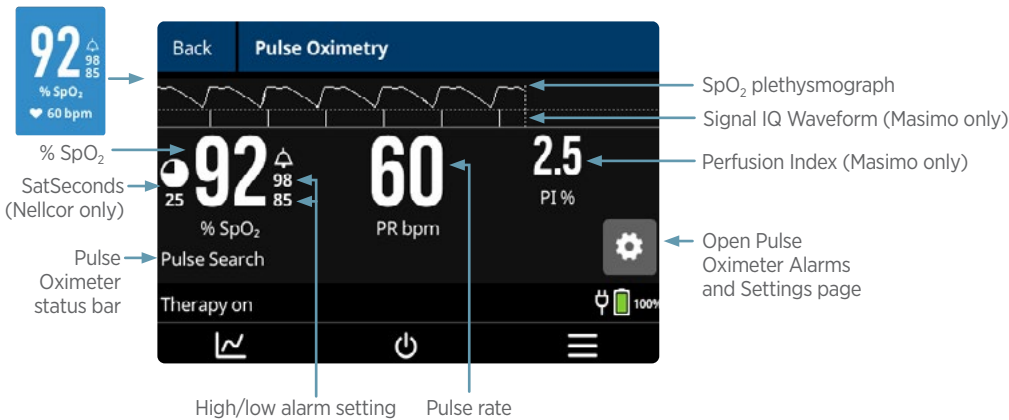 92
98
85
% SpO₂
60 bpm
Back
Pulse Oximetry
SpO₂ plethysmograph
Signal IQ Waveform (Masimo only)
Perfusion Index (Masimo only)
% SpO₂
SatSeconds
(Nellcor only)
Pulse
Oximeter
status bar
25
92
98
85
% SpO₂
60
PR bpm
2.5
PI %
Pulse Search
Open Pulse
Oximeter Alarms
and Settings page
Therapy on
100%
High/low alarm setting
Pulse rate